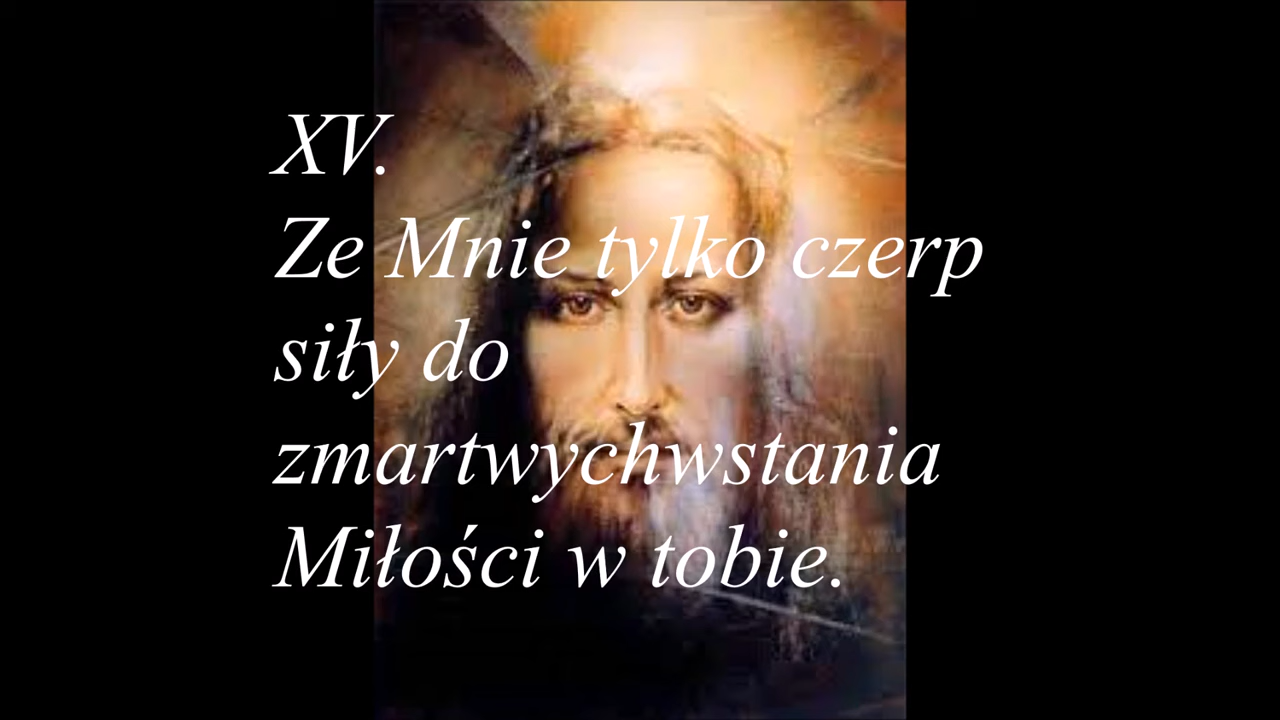 XV.
Ze Mnie tylko czerp
siły do
zmartwychwstania
Miłości w tobie.